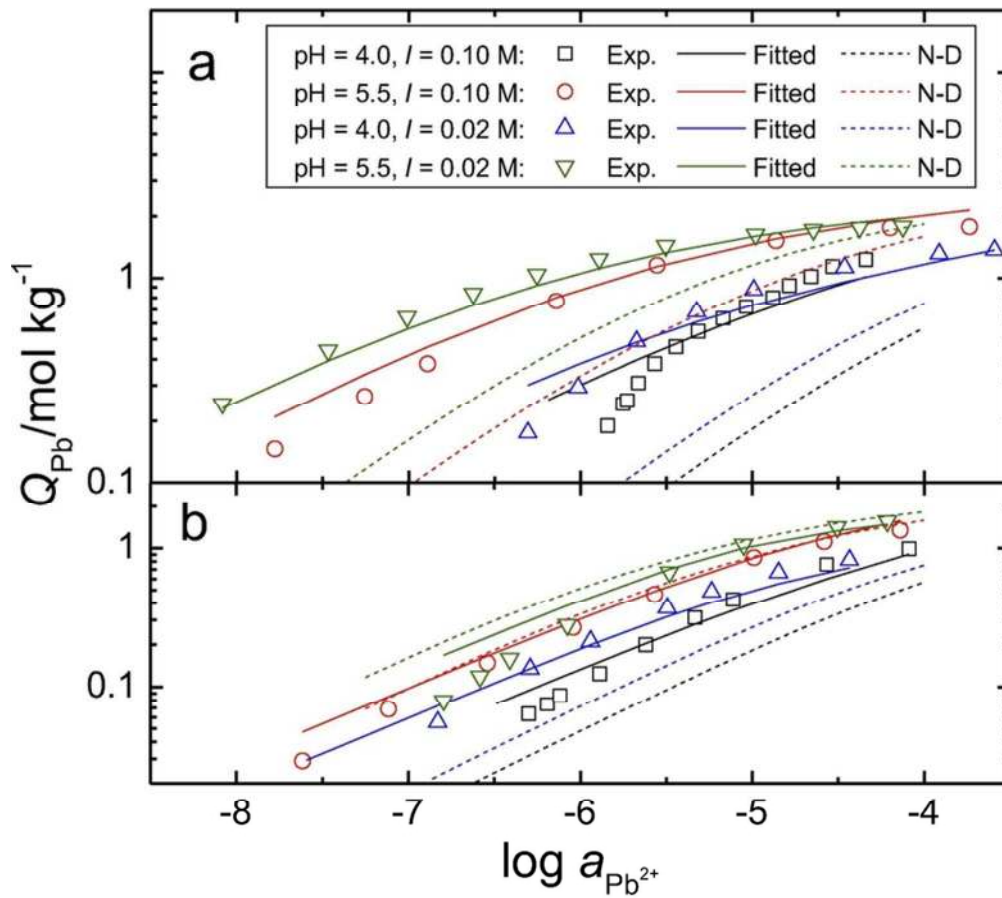 a
pH = 4.0, I = 0.10 M: Exp. Fitted N-D
pH = 5.5, I = 0.10 M: Exp. Fitted N-D
pH = 4.0, I = 0.02 M: Exp. Fitted N-D
pH = 5.5, I = 0.02 M: Exp. Fitted N-D
1
0.1
Q_Pb/mol kg⁻¹
b
1
0.1
-8 -7 -6 -5 -4
log a_Pb²⁺